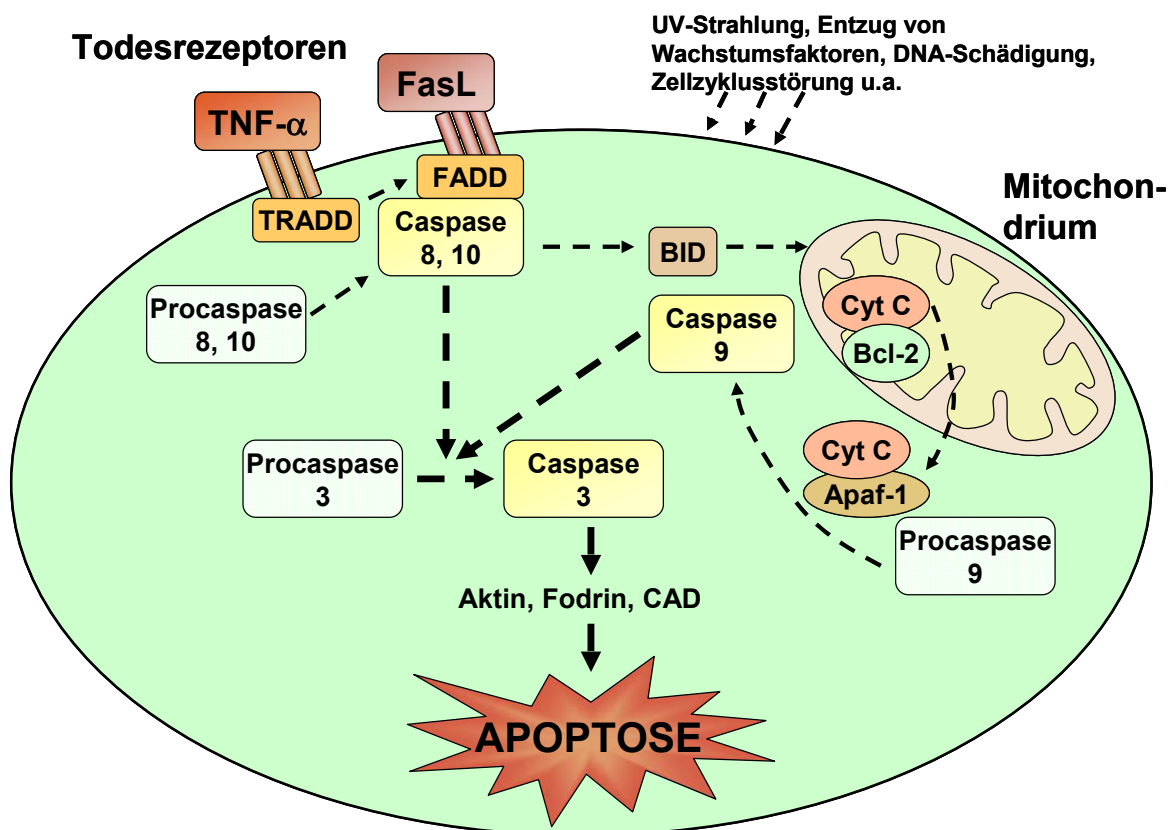 Todesrezeptoren
UV-Strahlung, Entzug von
Wachstumsfaktoren, DNA-Schädigung,
Zellzyklusstörung u.a.
FasL
TNF-α
FADD
TRADD
Caspase
8, 10
Procaspase
8, 10
BID
Mitochon-
drium
Cyt C
Bcl-2
Caspase
9
Procaspase
3
Caspase
3
Cyt C
Apaf-1
Procaspase
9
Aktin, Fodrin, CAD
APOPTOSE